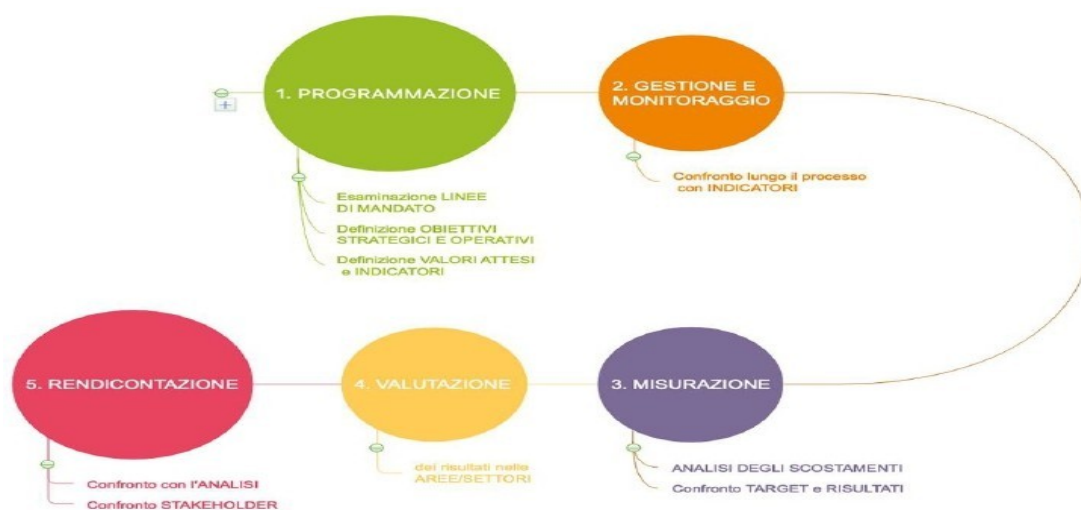 1. PROGRAMMAZIONE
2. GESTIONE E
MONITORAGGIO
Esaminazione LINEE
DI MANDATO
Definizione OBIETTIVI
STRATEGICI E OPERATIVI
Definizione VALORI ATTESI
e INDICATORI
Confronto lungo il processo
con INDICATORI
5. RENDICONTAZIONE
4. VALUTAZIONE
3. MISURAZIONE
Confronto con l'ANALISI
Confronto STAKEHOLDER
dei risultati nelle
AREE/SETTORI
ANALISI DEGLI SCOSTAMENTI
Confronto TARGET e RISULTATI